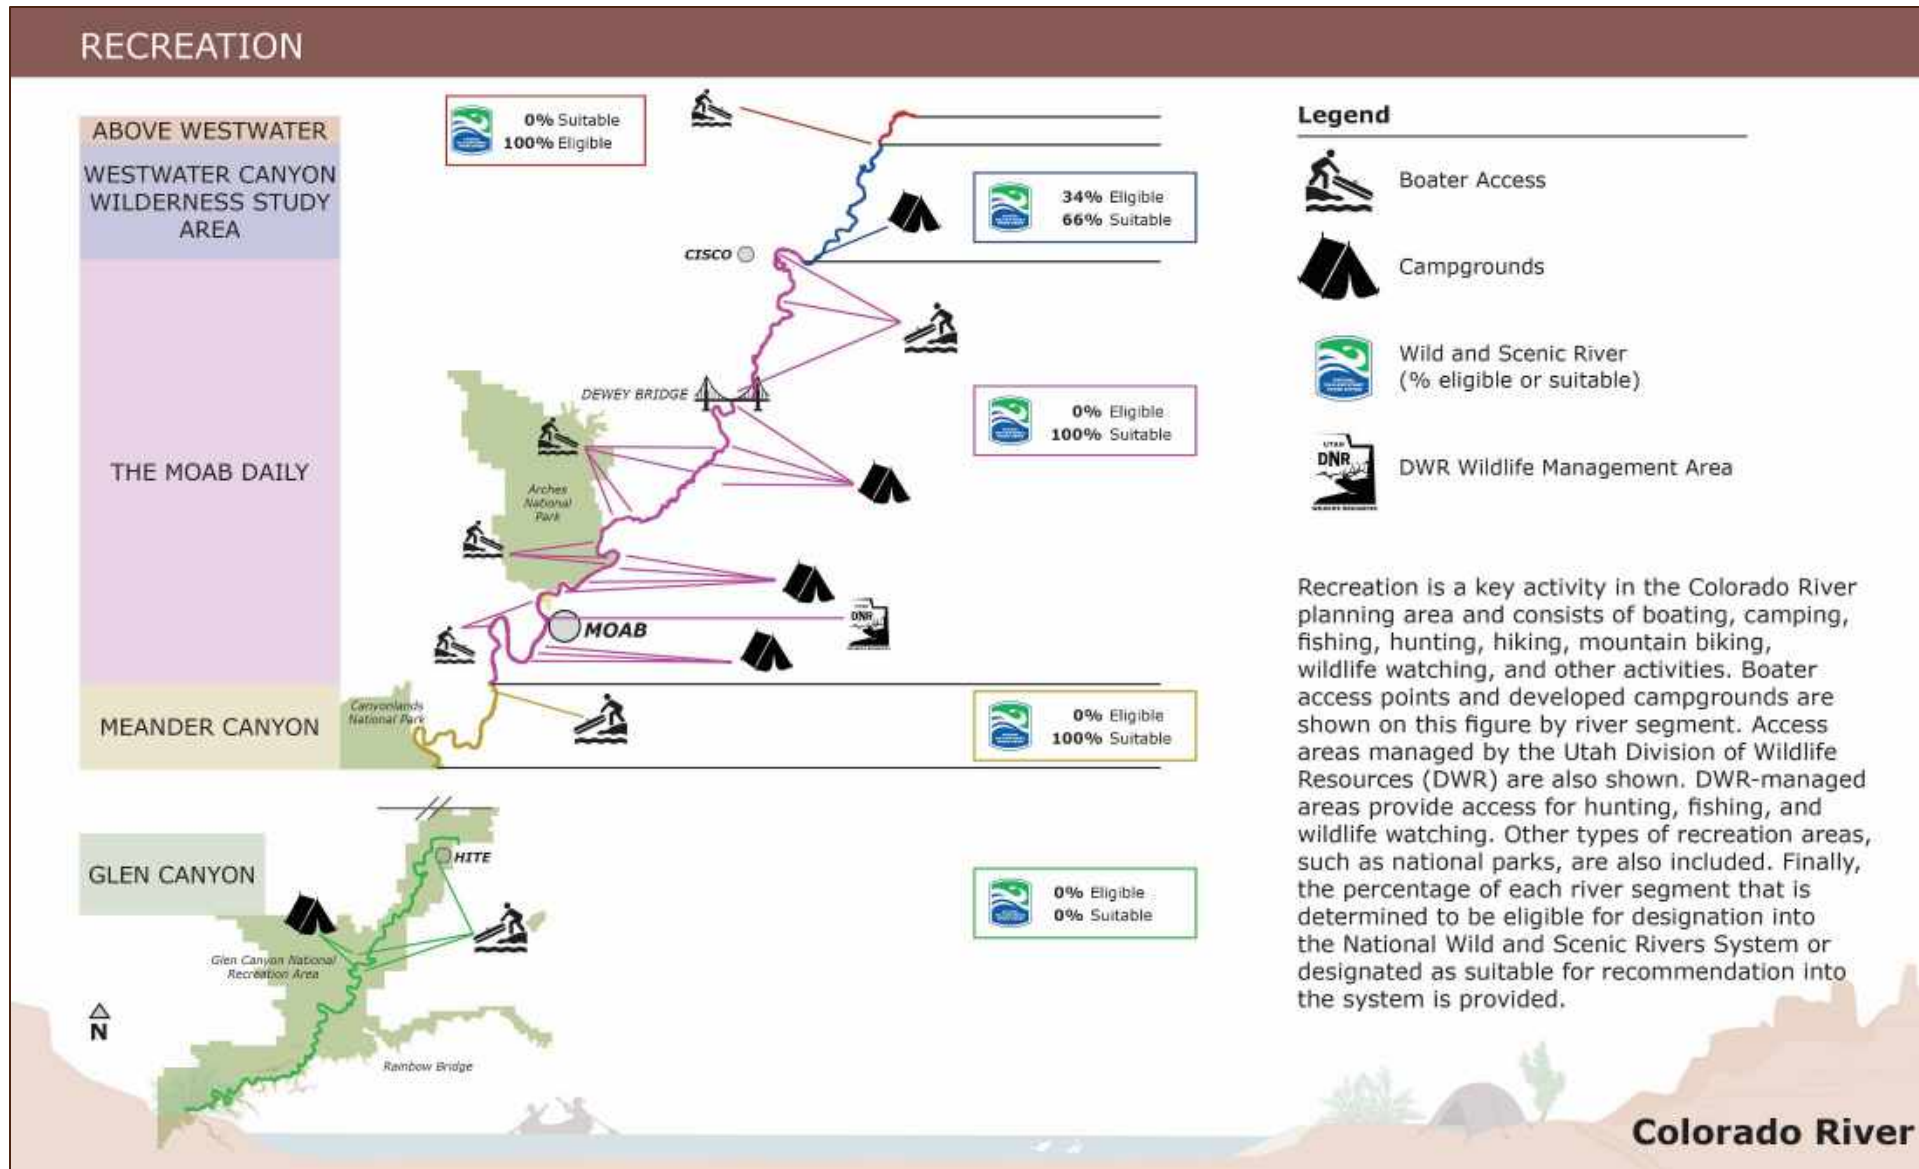 RECREATION
ABOVE WESTWATER
WESTWATER CANYON
WILDERNESS STUDY
AREA
THE MOAB DAILY
MEANDER CANYON
GLEN CANYON
0% Suitable
100% Eligible
34% Eligible
66% Suitable
CISCO
DEWEY BRIDGE
0% Eligible
100% Suitable
Arches
National
Park
MOAB
UTAH
DNR
Canyonlands
National Park
0% Eligible
100% Suitable
HITE
0% Eligible
0% Suitable
Glen Canyon National
Recreation Area
Rainbow Bridge
N
Legend
Boater Access
Campgrounds
Wild and Scenic River
(% eligible or suitable)
UTAH
DNR
WILDLIFE RESOURCES
DWR Wildlife Management Area
Recreation is a key activity in the Colorado River
planning area and consists of boating, camping,
fishing, hunting, hiking, mountain biking,
wildlife watching, and other activities. Boater
access points and developed campgrounds are
shown on this figure by river segment. Access
areas managed by the Utah Division of Wildlife
Resources (DWR) are also shown. DWR-managed
areas provide access for hunting, fishing, and
wildlife watching. Other types of recreation areas,
such as national parks, are also included. Finally,
the percentage of each river segment that is
determined to be eligible for designation into
the National Wild and Scenic Rivers System or
designated as suitable for recommendation into
the system is provided.
Colorado River